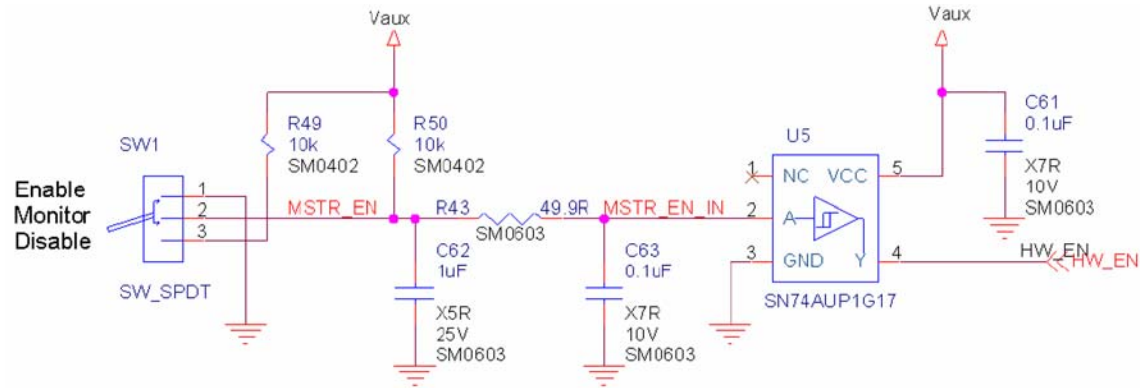 Vaux
Vaux
SW1
R49
10k
SM0402
R50
10k
SM0402
C61
0.1uF
X7R
10V
SM0603
U5
Enable
Monitor
Disable
1
2
3
SW_SPDT
MSTR_EN
R43
49.9R
SM0603
MSTR_EN_IN
C62
1uF
X5R
25V
SM0603
C63
0.1uF
X7R
10V
SM0603
1
NC
VCC
5
2
A
3
GND
Y
4
HW_EN
HW_EN
SN74AUP1G17